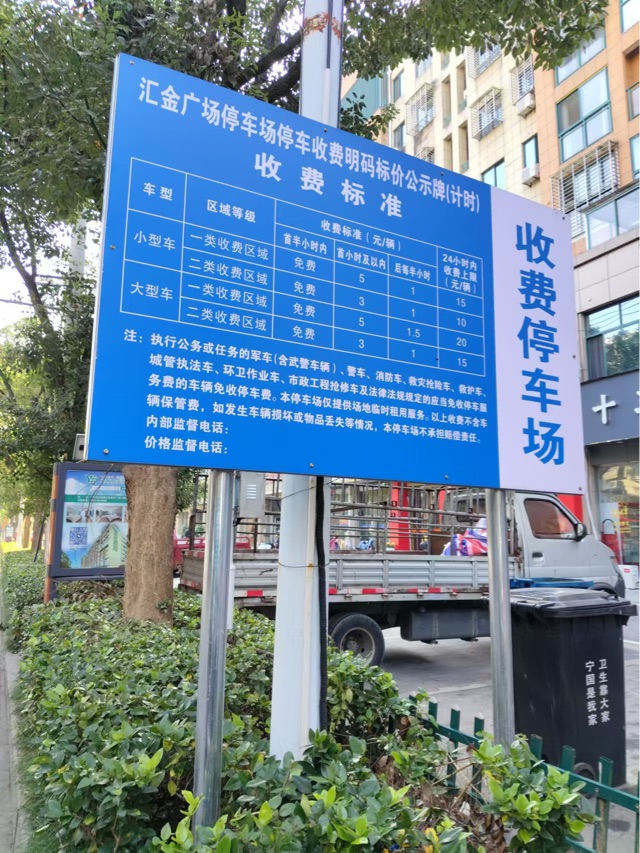 汇金广场停车场停车收费明码标价公示牌(计时)
收费标准
车型 区域等级 收费标准（元/辆）
首半小时内 首小时及以内 后每半小时 24小时内收费上限(元/辆)
小型车 一类收费区域 免费 5 1 15
二类收费区域 免费 3 1 10
大型车 一类收费区域 免费 5 1.5 20
二类收费区域 免费 3 1 15
注：执行公务或任务的军车(含武警车辆)、警车、消防车、救灾抢险车、救护车、
城管执法车、环卫作业车、市政工程抢修车及法律法规规定的应当免收停车服
务费的车辆免收停车费。本停车场仅提供场地临时租用服务。以上收费不含车
辆保管费，如发生车辆损坏或物品丢失等情况，本停车场不承担赔偿责任。
内部监督电话：
价格监督电话：
收费停车场
卫生靠大家
宁国是我家